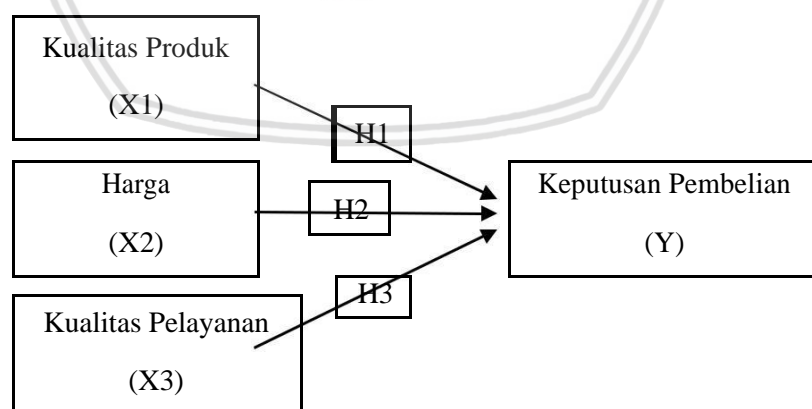 Kualitas Produk
(X1)
H1
Harga
(X2)
H2
Keputusan Pembelian
(Y)
H3
Kualitas Pelayanan
(X3)